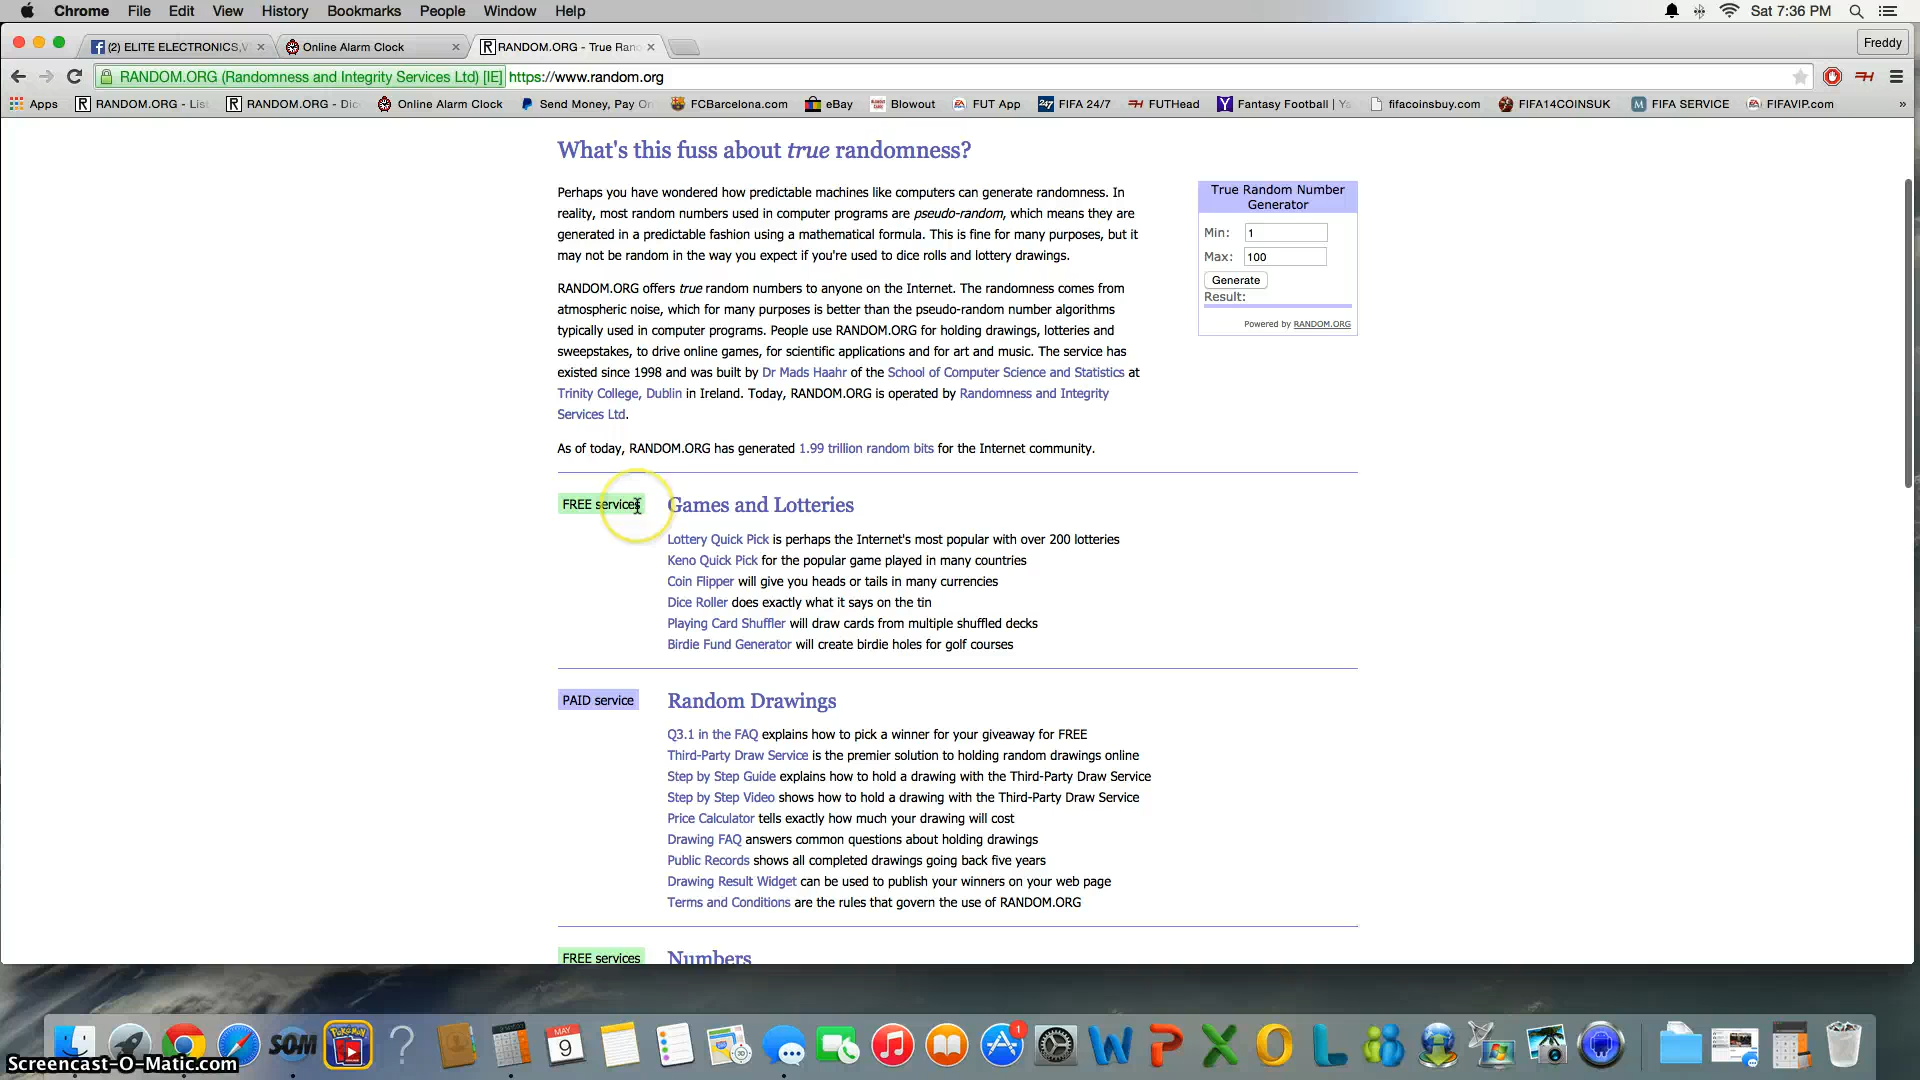 Chrome File Edit View History Bookmarks People Window Help Sat 7:36 PM
(2) ELITE ELECTRONICS,V Online Alarm Clock RANDOM.ORG - True Ran Freddy
RANDOM.ORG (Randomness and Integrity Services Ltd) [IE] https://www.random.org
Apps RANDOM.ORG - Lis RANDOM.ORG - Dic Online Alarm Clock Send Money, Pay On FCBarcelona.com eBay Blowout FUT App FIFA 24/7 FUTHead Fantasy Football | Y fifacoinsbuy.com FIFA14COINSUK FIFA SERVICE FIFAVIP.com »
What's this fuss about true randomness?
Perhaps you have wondered how predictable machines like computers can generate randomness. In
reality, most random numbers used in computer programs are pseudo-random, which means they are
generated in a predictable fashion using a mathematical formula. This is fine for many purposes, but it
may not be random in the way you expect if you're used to dice rolls and lottery drawings.
RANDOM.ORG offers true random numbers to anyone on the Internet. The randomness comes from
atmospheric noise, which for many purposes is better than the pseudo-random number algorithms
typically used in computer programs. People use RANDOM.ORG for holding drawings, lotteries and
sweepstakes, to drive online games, for scientific applications and for art and music. The service has
existed since 1998 and was built by Dr Mads Haahr of the School of Computer Science and Statistics at
Trinity College, Dublin in Ireland. Today, RANDOM.ORG is operated by Randomness and Integrity
Services Ltd.
As of today, RANDOM.ORG has generated 1.99 trillion random bits for the Internet community.
True Random Number
Generator
Min: 1
Max: 100
Generate
Result:
Powered by RANDOM.ORG
FREE services Games and Lotteries
Lottery Quick Pick is perhaps the Internet's most popular with over 200 lotteries
Keno Quick Pick for the popular game played in many countries
Coin Flipper will give you heads or tails in many currencies
Dice Roller does exactly what it says on the tin
Playing Card Shuffler will draw cards from multiple shuffled decks
Birdie Fund Generator will create birdie holes for golf courses
PAID service Random Drawings
Q3.1 in the FAQ explains how to pick a winner for your giveaway for FREE
Third-Party Draw Service is the premier solution to holding random drawings online
Step by Step Guide explains how to hold a drawing with the Third-Party Draw Service
Step by Step Video shows how to hold a drawing with the Third-Party Draw Service
Price Calculator tells exactly how much your drawing will cost
Drawing FAQ answers common questions about holding drawings
Public Records shows all completed drawings going back five years
Drawing Result Widget can be used to publish your winners on your web page
Terms and Conditions are the rules that govern the use of RANDOM.ORG
FREE services Numbers
SOM Pokémon ? MAY 9 30 1 W P X O L
Screencast-O-Matic.com